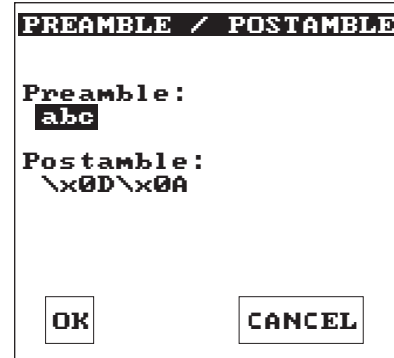 PREAMBLE / POSTAMBLE
Preamble:
abc
Postamble:
\x0D\x0A
OK CANCEL